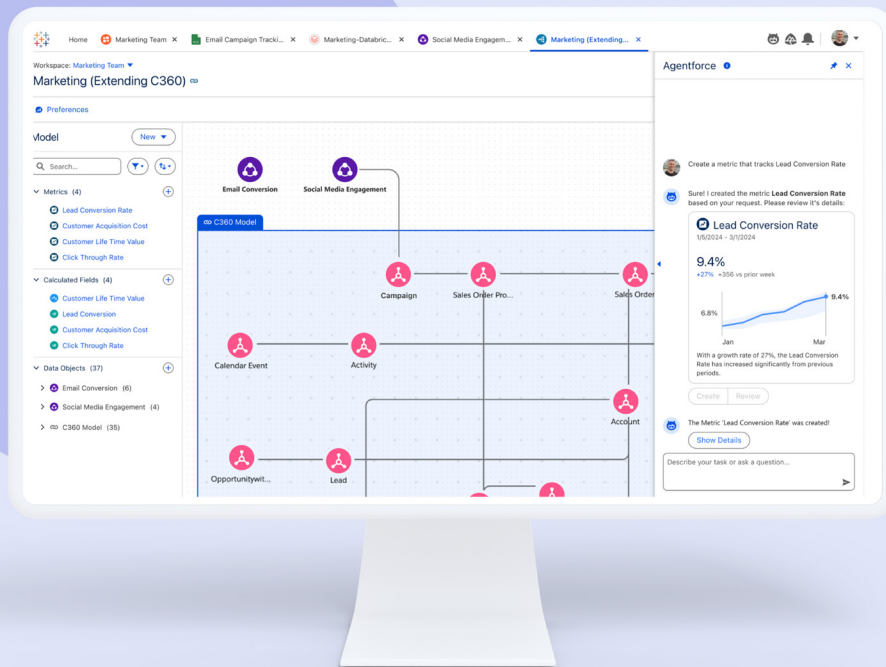 Home
Marketing Team ×
Email Campaign Tracki... ×
Marketing-Databric... ×
Social Media Engagem... ×
Marketing (Extending... ×
Workspace: Marketing Team
Marketing (Extending C360)
Preferences
Model
New
Search...
Metrics (4)
Lead Conversion Rate
Customer Acquisition Cost
Customer Life Time Value
Click Through Rate
Calculated Fields (4)
Customer Life Time Value
Lead Conversion
Customer Acquisition Cost
Click Through Rate
Data Objects (37)
Email Conversion (6)
Social Media Engagement (4)
C360 Model (35)
Email Conversion
Social Media Engagement
C360 Model
Campaign
Sales Order Pro...
Sales Order
Calendar Event
Activity
Account
Opportunitywit...
Lead
Agentforce
Create a metric that tracks Lead Conversion Rate
Sure! I created the metric Lead Conversion Rate
based on your request. Please review it's details:
Lead Conversion Rate
1/5/2024 - 3/1/2024
9.4%
+27% +356 vs prior week
9.4%
6.8%
Jan
Mar
With a growth rate of 27%, the Lead Conversion
Rate has increased significantly from previous
periods.
Create
Review
The Metric 'Lead Conversion Rate' was created!
Show Details
Describe your task or ask a question...